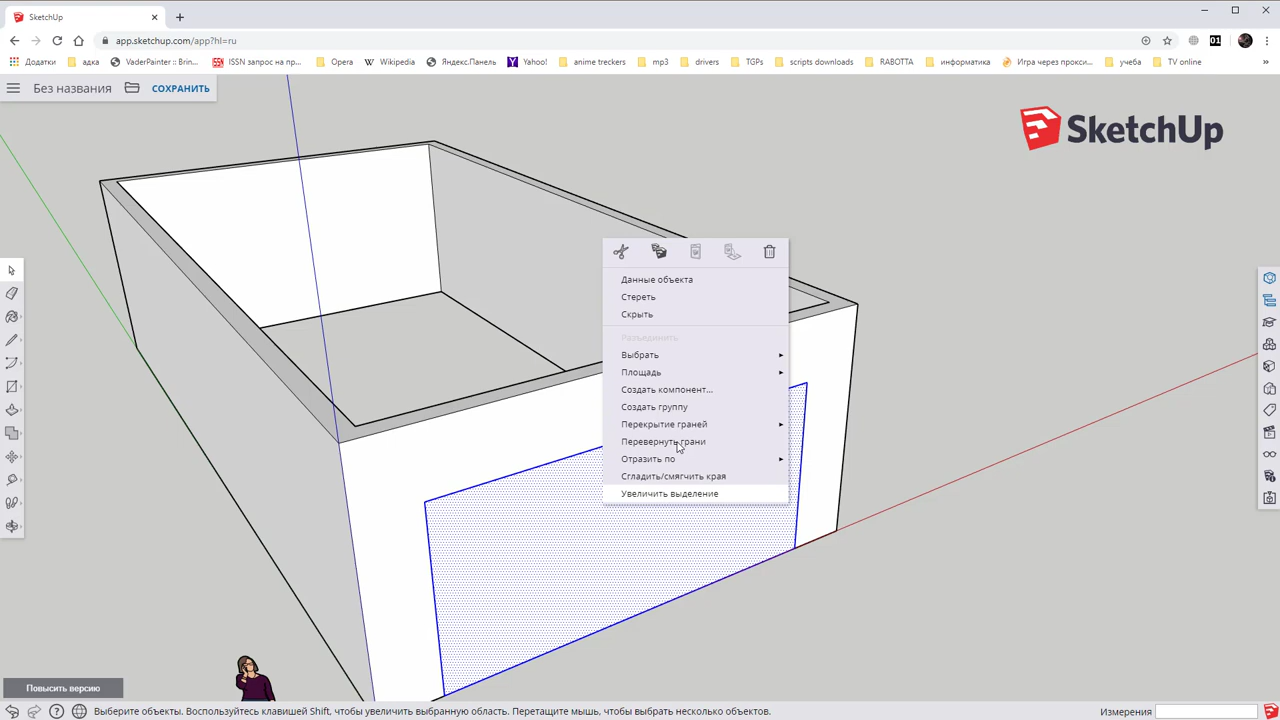 SketchUp
app.sketchup.com/app?hl=ru
Додатки
адка
VaderPainter :: Brin...
ISSN запрос на пр...
Opera
Wikipedia
Яндекс.Панель
Yahoo!
anime treckers
mp3
drivers
TGPs
scripts downloads
RABOTTA
информатика
Игра через прокси...
учеба
TV online
»
Без названия
СОХРАНИТЬ
SketchUp
Данные объекта
Стереть
Скрыть
Разъединить
Выбрать
Площадь
Создать компонент...
Создать группу
Перекрытие граней
Перевернуть грани
Отразить по
Сгладить/смягчить края
Увеличить выделение
Повысить версию
Выберите объекты. Воспользуйтесь клавишей Shift, чтобы увеличить выбранную область. Перетащите мышь, чтобы выбрать несколько объектов.
Измерения